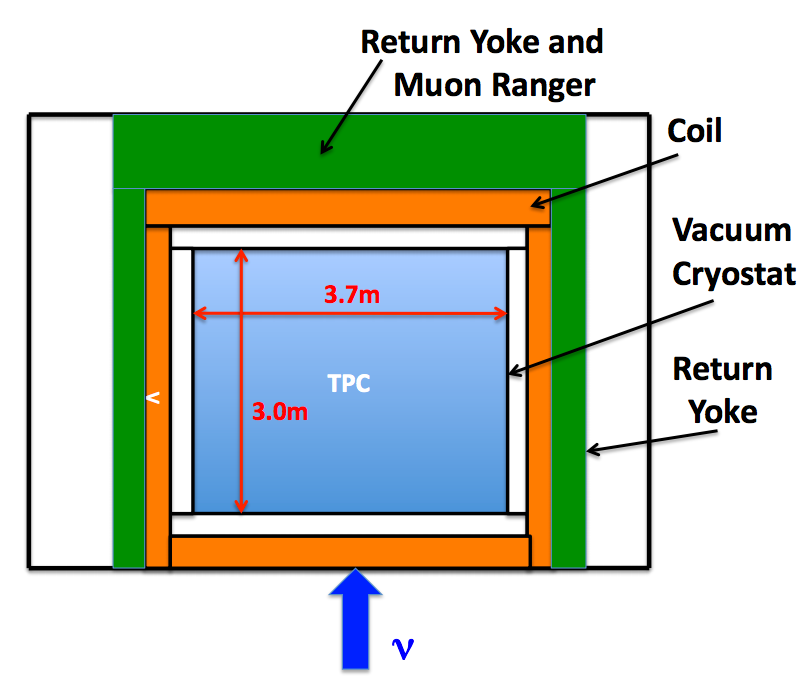 Return Yoke and
Muon Ranger
Coil
Vacuum
Cryostat
3.7m
TPC
<
3.0m
Return
Yoke
ν